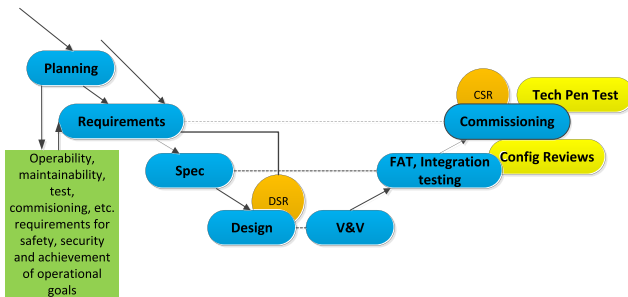 Planning
CSR
Tech Pen Test
Requirements
Commissioning
Operability,
maintainability,
test,
commisioning, etc.
requirements for
safety, security
and achievement
of operational
goals
Spec
FAT, Integration
testing
Config Reviews
DSR
Design
V&V